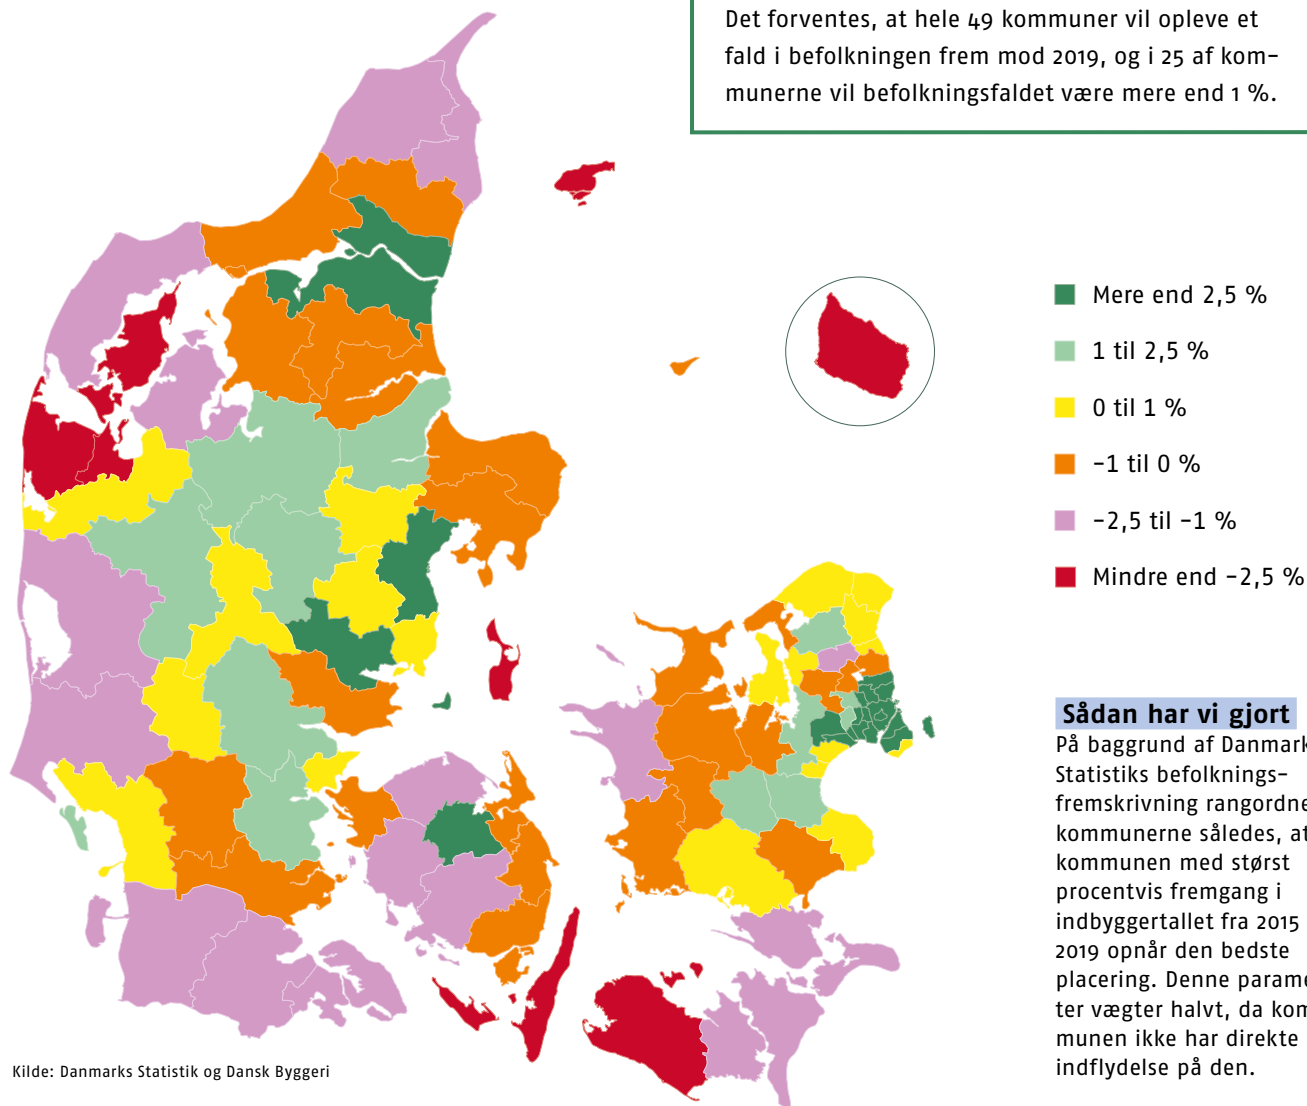 Det forventes, at hele 49 kommuner vil opleve et
fald i befolkningen frem mod 2019, og i 25 af kom-
munerne vil befolkningsfaldet være mere end 1 %.
Mere end 2,5 %
1 til 2,5 %
0 til 1 %
-1 til 0 %
-2,5 til -1 %
Mindre end -2,5 %
Sådan har vi gjort
På baggrund af Danmark
Statistiks befolknings-
fremskrivning rangordne
kommunerne således, at
kommunen med størst
procentvis fremgang i
indbyggertallet fra 2015
2019 opnår den bedste
placering. Denne parame
ter vægter halvt, da kom
munen ikke har direkte
indflydelse på den.
Kilde: Danmarks Statistik og Dansk Byggeri